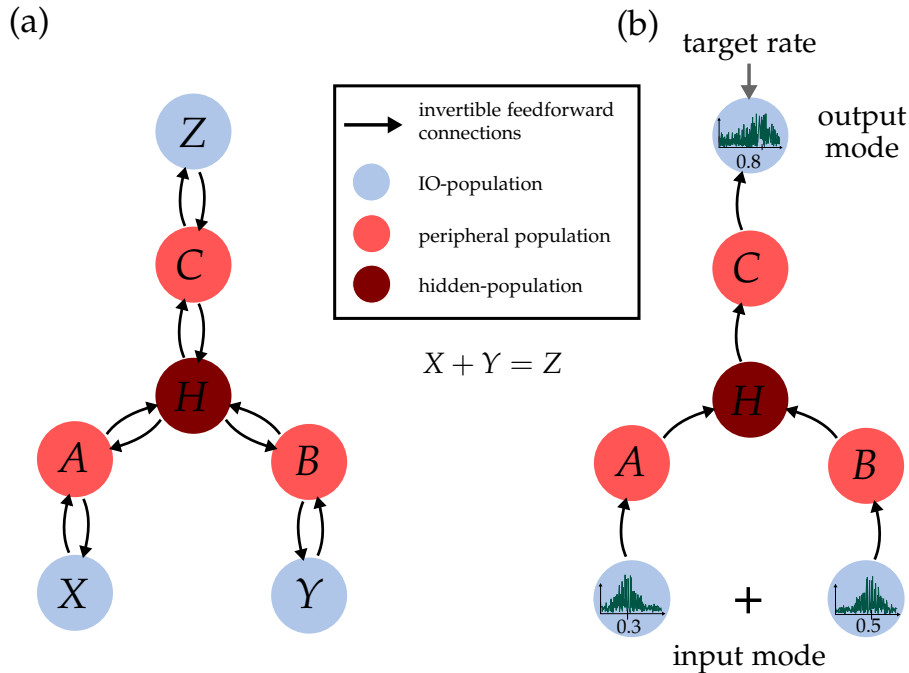 (a)
Z
C
H
A
B
X
Y
invertible feedforward
connections
IO-population
peripheral population
hidden-population
X + Y = Z
(b)
target rate
output
mode
0.8
C
H
A
B
0.3
+
0.5
input mode